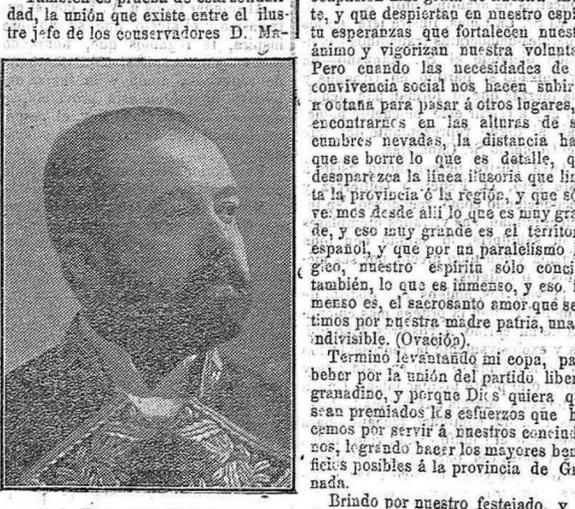 dad, la unión que existe entre el ilus-
tre jefe de los conservadores D. Ma-
te, y que despiertan en nuestro espí
tu esperanzas que fortalecen nuest
ánimo y vigorizan nuestra volunta
Pero cuando las necesidades de
convivencia social nos hacen subir
montaña para pasar á otros lugares,
encontrarnos en las alturas de s
cumbres nevadas, la distancia ha
que se borre lo que es detalle, q
desaparezca la línea ilusoria que lim
ta la provincia ó la región, y que só
vemos desde allí lo que es muy gra
de, y eso muy grande es el territor
español, y que por un paralelismo
gico, nuestro espíritu sólo conci
también, lo que es inmenso, y eso i
menso es, el sacrosanto amor que se
timos por nuestra madre patria, una
indivisible. (Ovación).
Termino levantando mi copa, pa
beber por la unión del partido liber
granadino, y porque Dios quiera q
sean premiados los esfuerzos que h
cemos por servir á nuestros conciud
nos, logrando hacer los mayores ben
ficios posibles á la provincia de Gr
nada.
Brindo por nuestro festejado, y